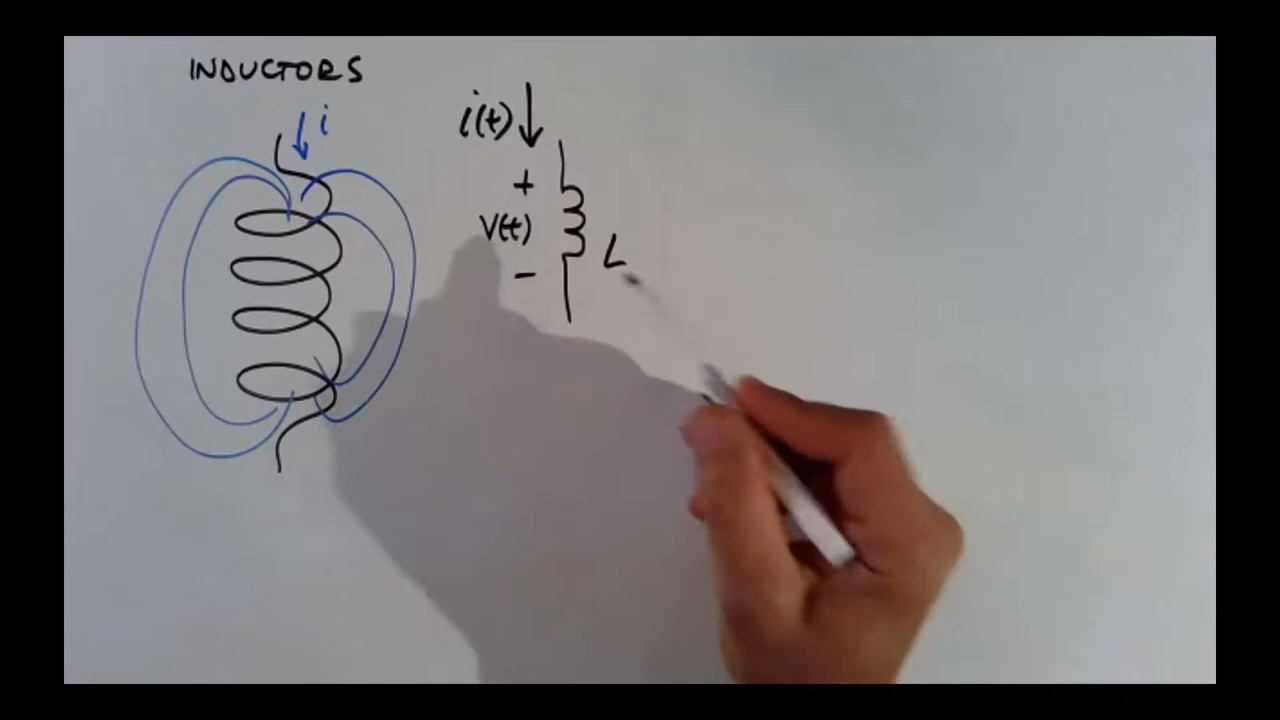 INDUCTORS
i
i(t)
+
V(t)
-
L